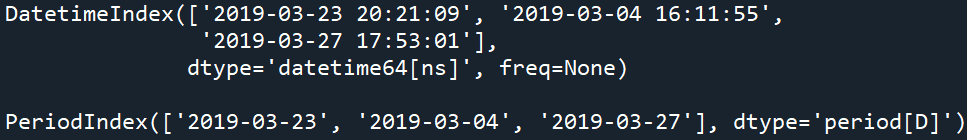 DatetimeIndex(['2019-03-23 20:21:09', '2019-03-04 16:11:55',
'2019-03-27 17:53:01'],
dtype='datetime64[ns]', freq=None)
PeriodIndex(['2019-03-23', '2019-03-04', '2019-03-27'], dtype='period[D]')